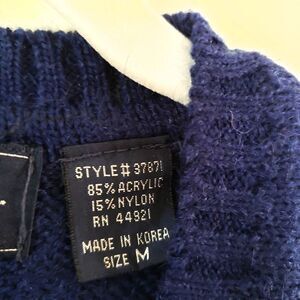 STYLE# 37871
85% ACRYLIC
15% NYLON
RN 44921
MADE IN KOREA
SIZE M